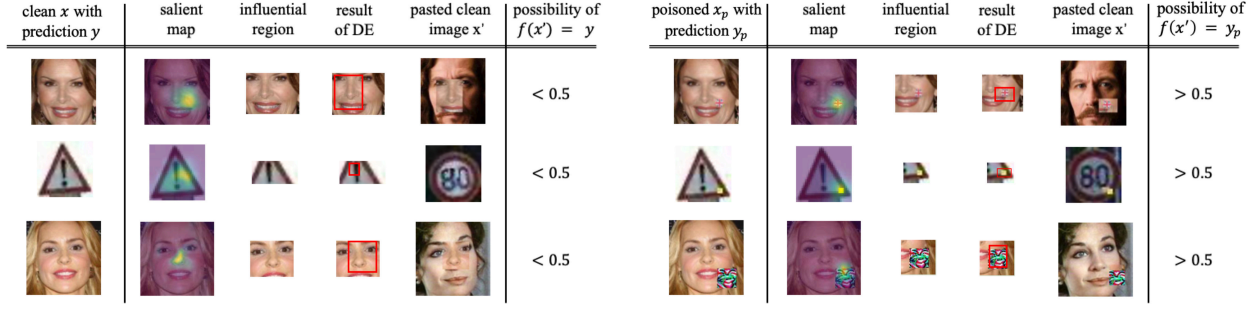 clean x with prediction y
salient map
influential region
result of DE
pasted clean image x'
possibility of f(x') = y
< 0.5
80
< 0.5
< 0.5
poisoned xₚ with prediction yₚ
salient map
influential region
result of DE
pasted clean image x'
possibility of f(x') = yₚ
> 0.5
80
> 0.5
> 0.5